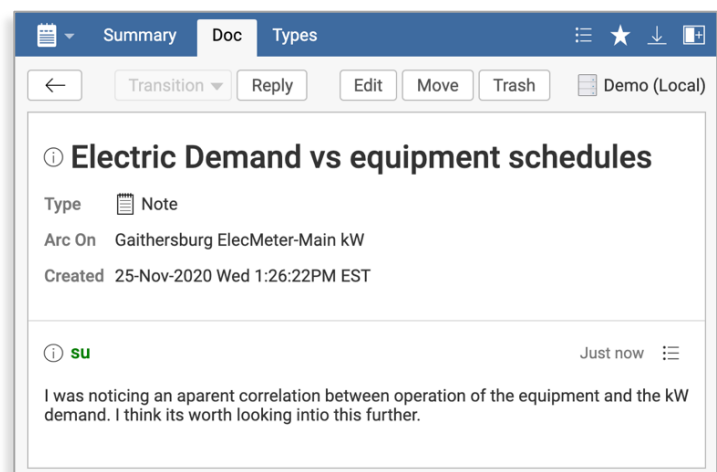 Summary Doc Types
Transition Reply Edit Move Trash Demo (Local)
Electric Demand vs equipment schedules
Type Note
Arc On Gaithersburg ElecMeter-Main kW
Created 25-Nov-2020 Wed 1:26:22PM EST
su Just now
I was noticing an aparent correlation between operation of the equipment and the kW
demand. I think its worth looking intio this further.